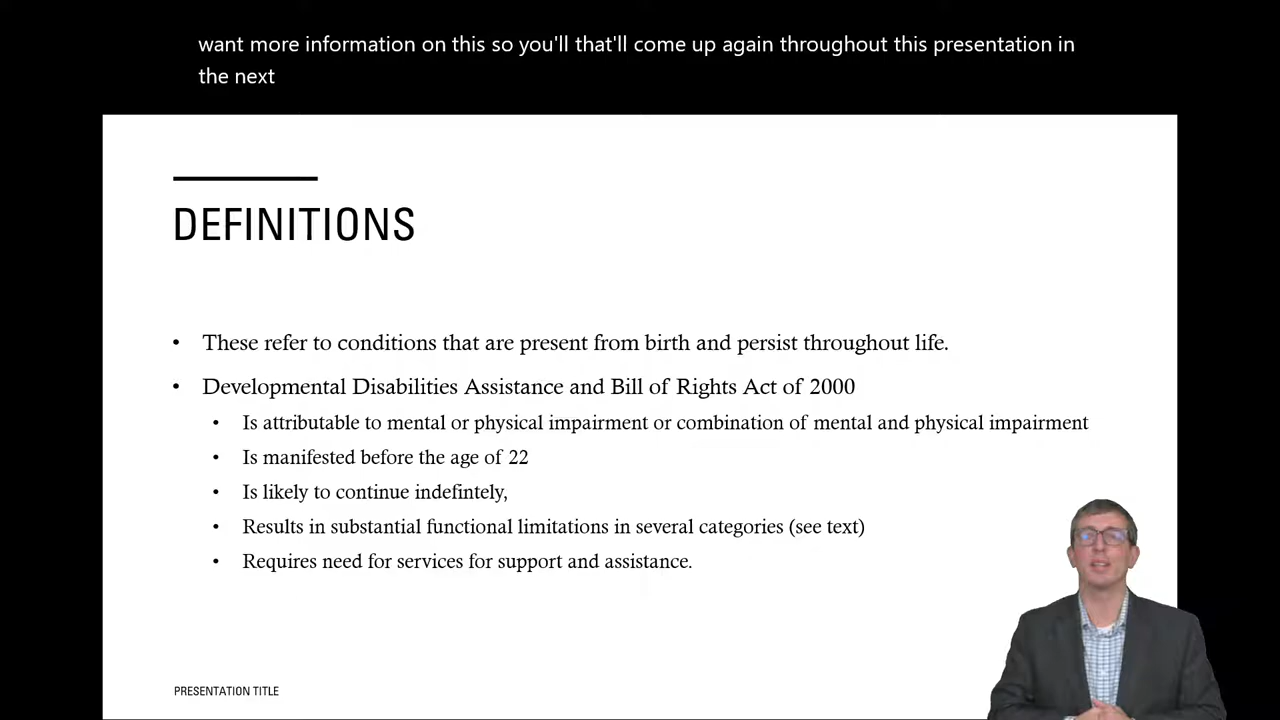 want more information on this so you'll that'll come up again throughout this presentation in
the next
DEFINITIONS
• These refer to conditions that are present from birth and persist throughout life.
• Developmental Disabilities Assistance and Bill of Rights Act of 2000
• Is attributable to mental or physical impairment or combination of mental and physical impairment
• Is manifested before the age of 22
• Is likely to continue indefintely,
• Results in substantial functional limitations in several categories (see text)
• Requires need for services for support and assistance.
PRESENTATION TITLE